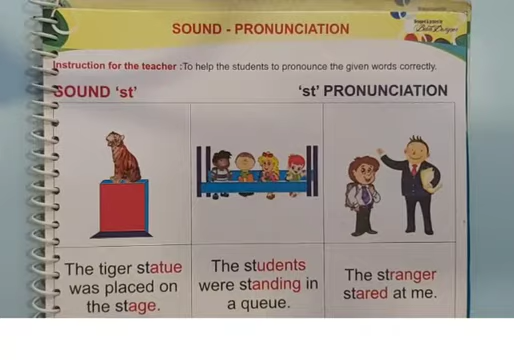 SOUND - PRONUNCIATION
Instruction for the teacher :To help the students to pronounce the given words correctly.
SOUND ‘st’
‘st’ PRONUNCIATION
The tiger statue
was placed on
the stage.
The students
were standing in
a queue.
The stranger
stared at me.